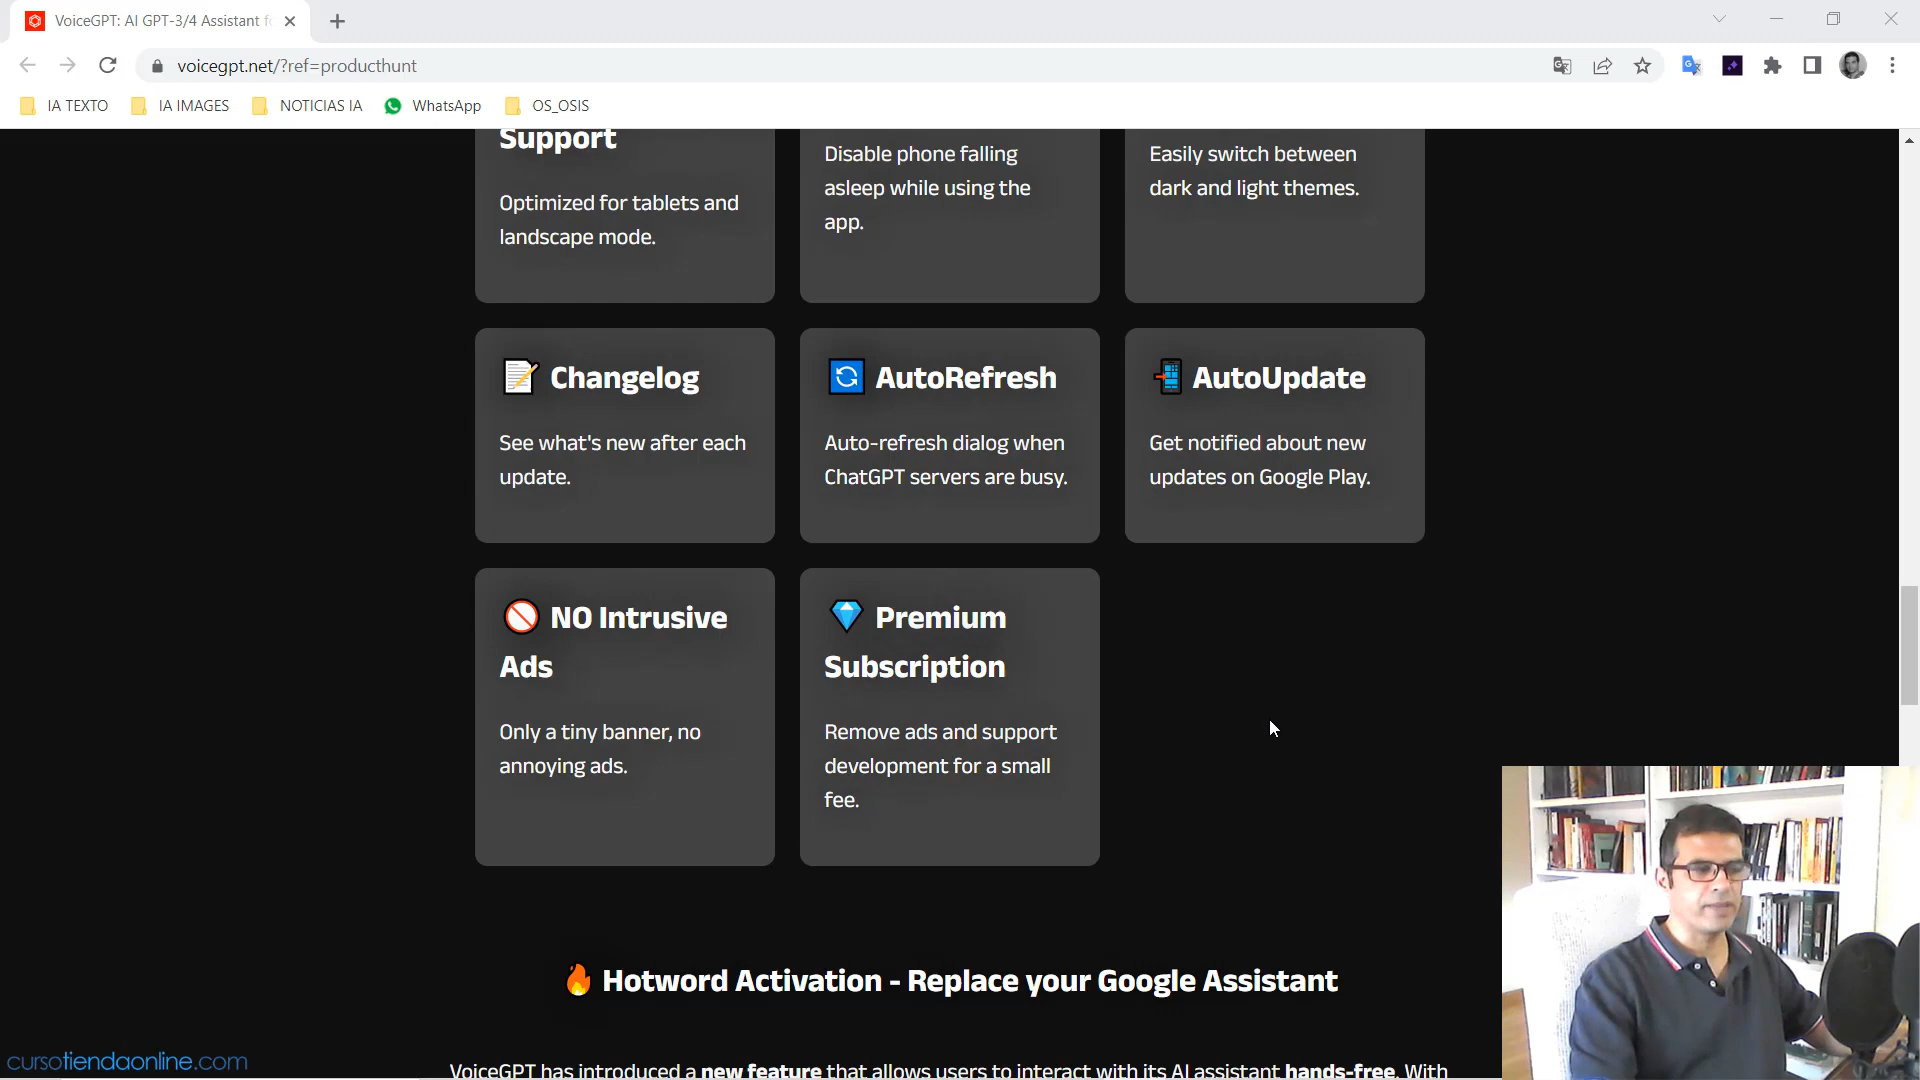 VoiceGPT: AI GPT-3/4 Assistant f
voicegpt.net/?ref=producthunt
IA TEXTO
IA IMAGES
NOTICIAS IA
WhatsApp
OS_OSIS
Support
Optimized for tablets and
landscape mode.
Disable phone falling
asleep while using the
app.
Easily switch between
dark and light themes.
Changelog
See what's new after each
update.
AutoRefresh
Auto-refresh dialog when
ChatGPT servers are busy.
AutoUpdate
Get notified about new
updates on Google Play.
NO Intrusive
Ads
Only a tiny banner, no
annoying ads.
Premium
Subscription
Remove ads and support
development for a small
fee.
Hotword Activation - Replace your Google Assistant
VoiceGPT has introduced a new feature that allows users to interact with its AI assistant hands-free. With
cursotiendaonline.com